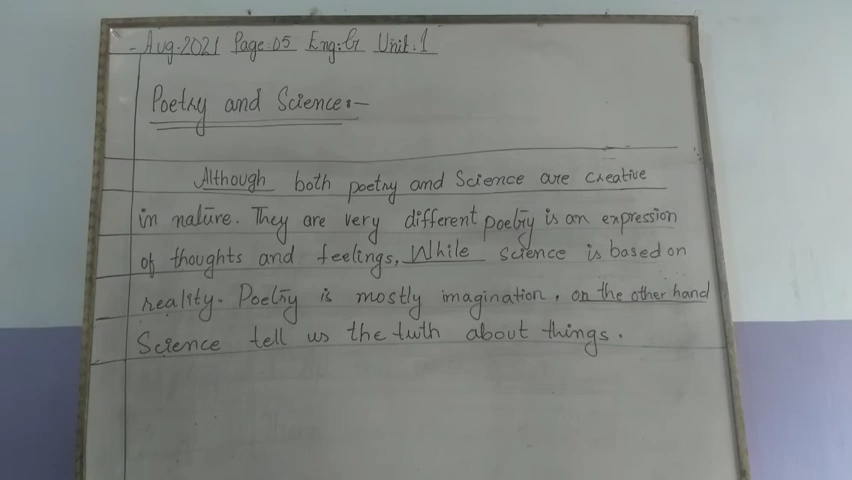 - Aug.2021 Page.05 Eng:Gr Unit.1
Poetry and Science:-
Although both poetry and Science are creative
in nature. They are very different poetry is an expression
of thoughts and feelings, While science is based on
reality. Poetry is mostly imagination, on the other hand
Science tell us the truth about things.